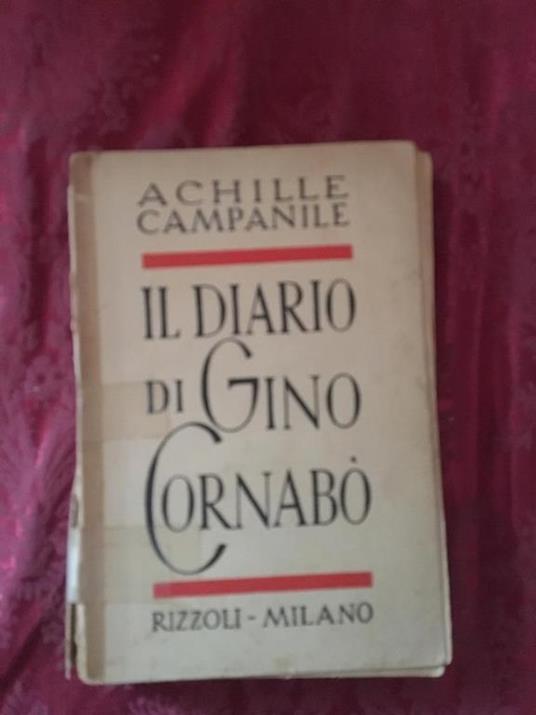 ACHILLE
CAMPANILE
IL DIARIO
DI GINO
CORNABÒ
RIZZOLI - MILANO